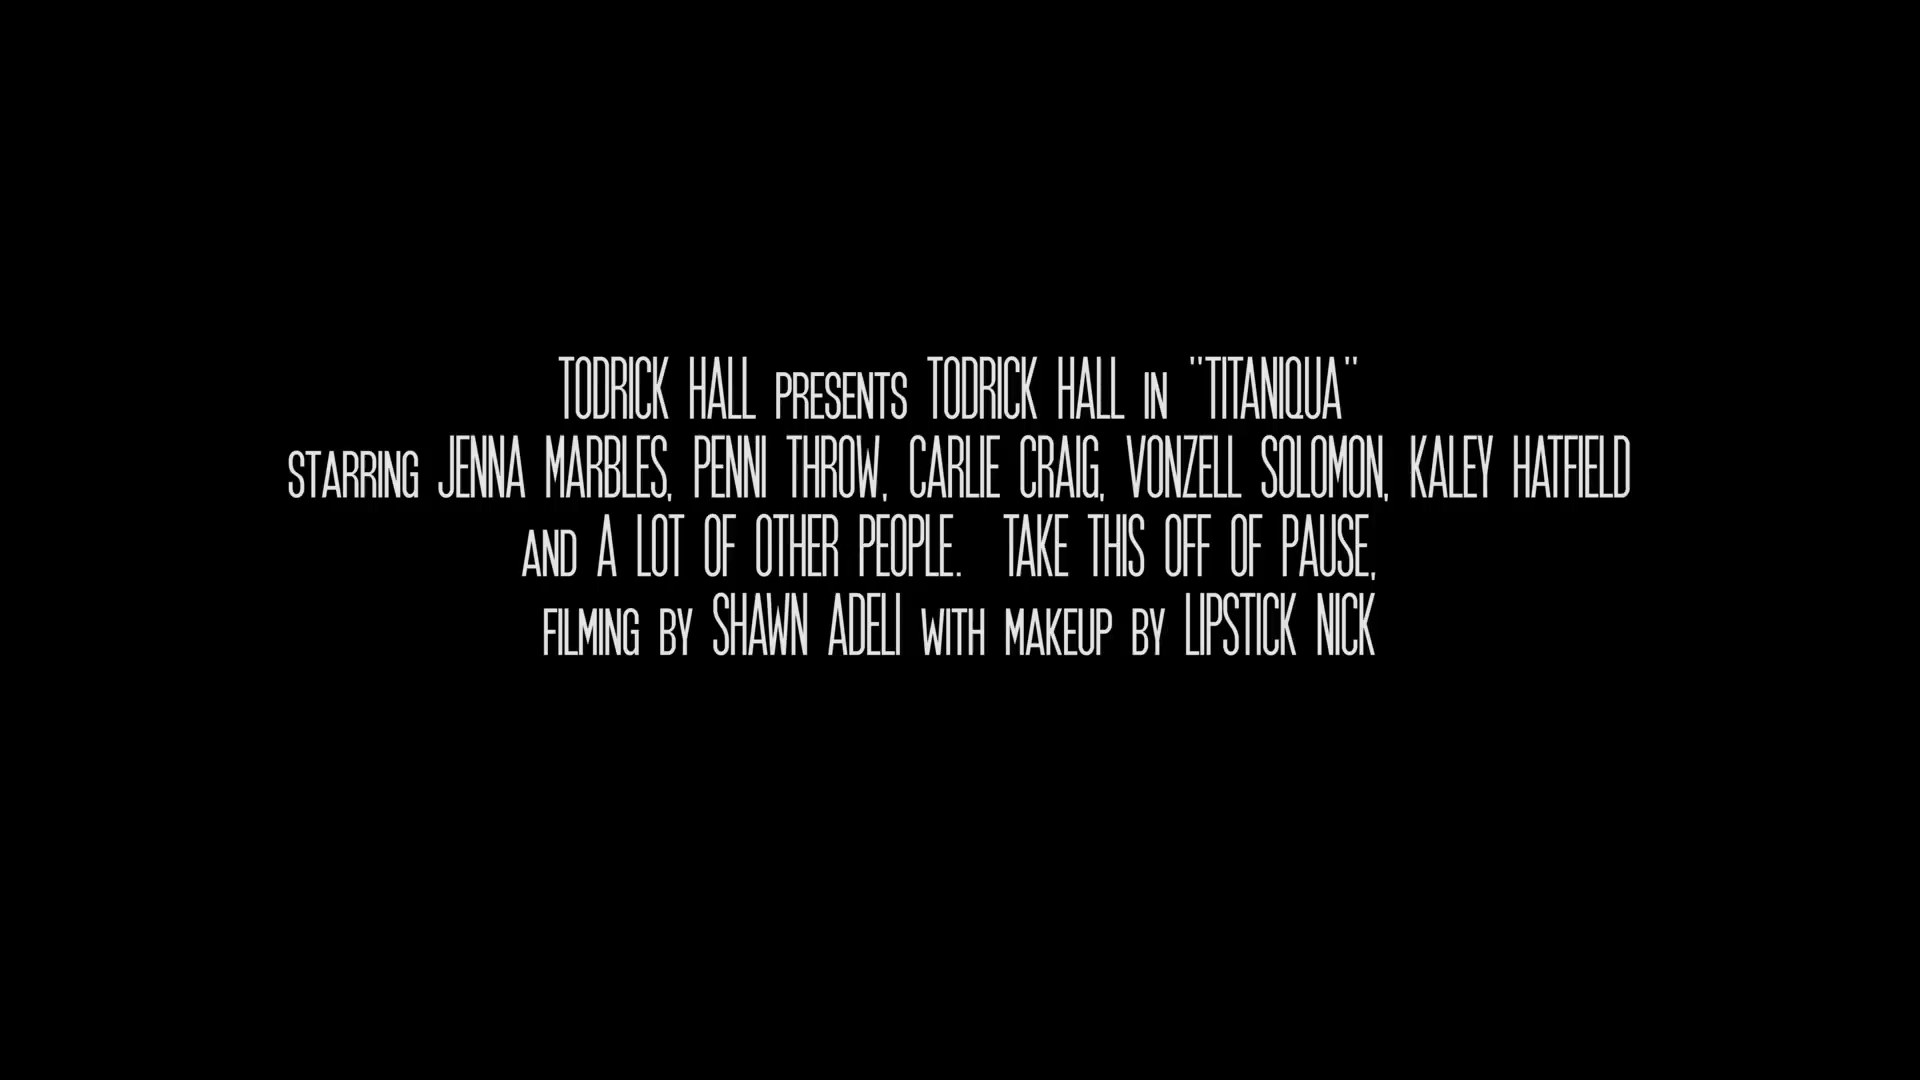 TODRICK HALL PRESENTS TODRICK HALL IN "TITANIQUA"
STARRING JENNA MARBLES, PENNI THROW, CARLIE CRAIG, VONZELL SOLOMON, KALEY HATFIELD
AND A LOT OF OTHER PEOPLE. TAKE THIS OFF OF PAUSE,
FILMING BY SHAWN ADELI WITH MAKEUP BY LIPSTICK NICK